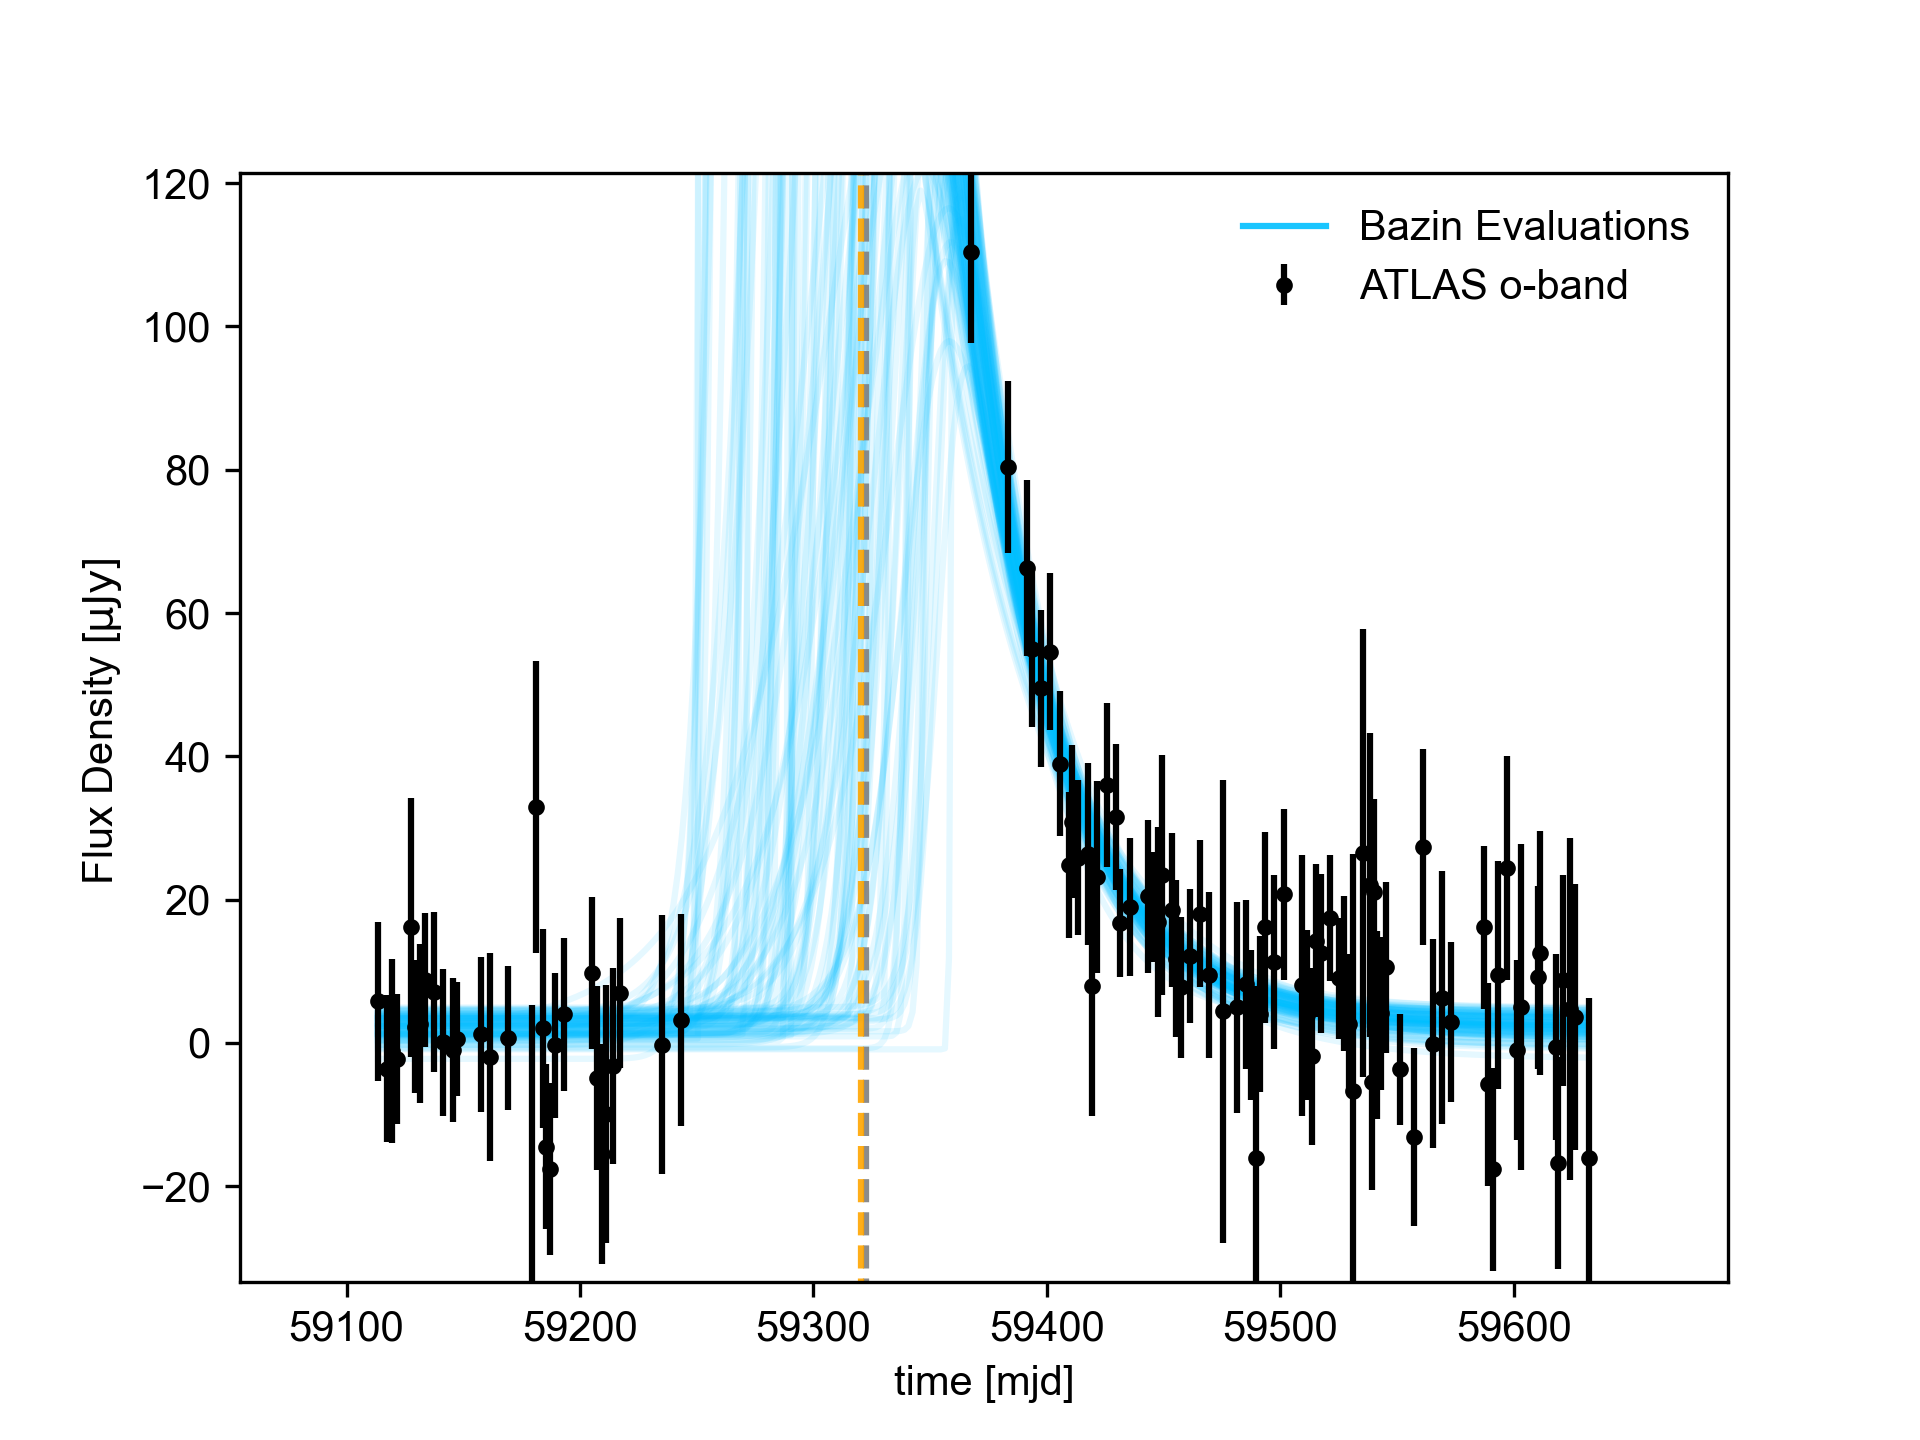 120
100
80
60
40
20
0
−20
Flux Density [µJy]
Bazin Evaluations
ATLAS o-band
59100 59200 59300 59400 59500 59600
time [mjd]